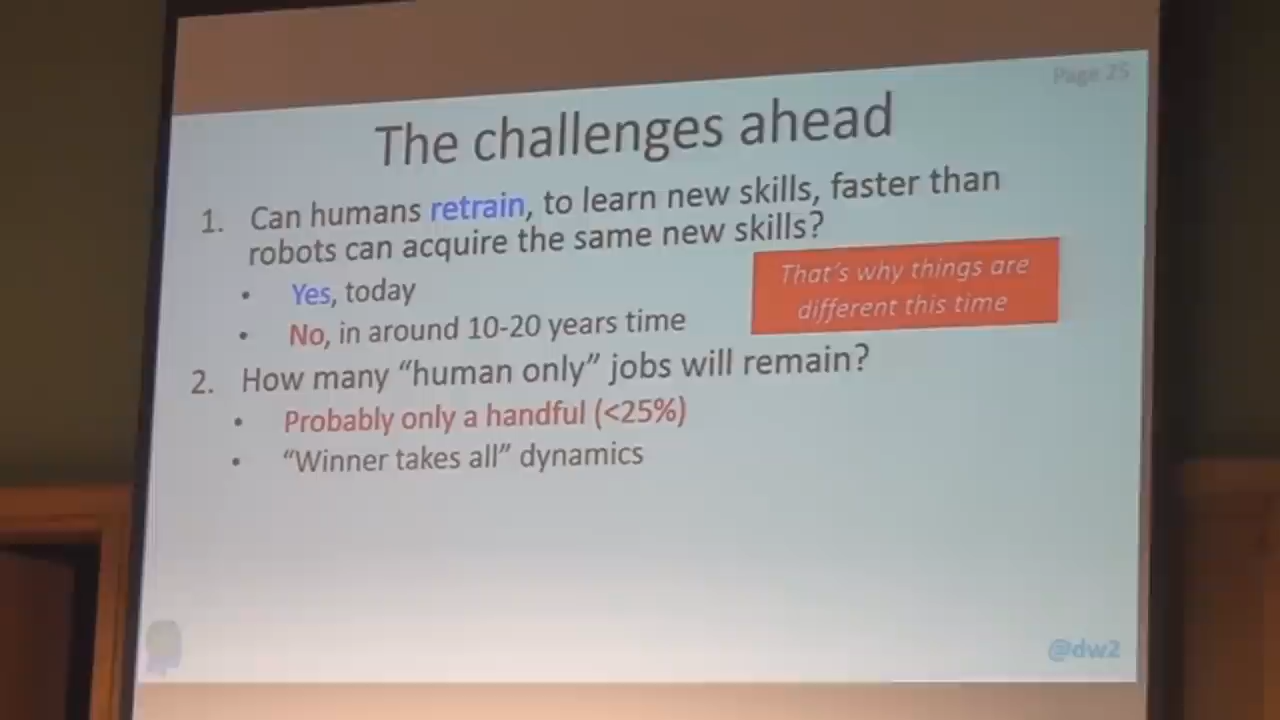 Page 25
The challenges ahead
1. Can humans retrain, to learn new skills, faster than
robots can acquire the same new skills?
• Yes, today
• No, in around 10-20 years time
That's why things are
different this time
2. How many “human only” jobs will remain?
• Probably only a handful (<25%)
• “Winner takes all” dynamics
@dw2